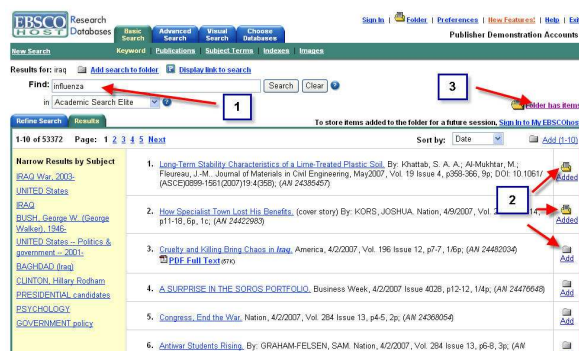 EBSCO HOST Research Databases
Basic Search Advanced Search Visual Search Choose Databases
Sign In | Folder | Preferences | New Features! | Help | Exi
Publisher Demonstration Accounts
New Search Keyword | Publications | Subject Terms | Indexes | Images
Results for: iraq Add search to folder Display link to search
Find: influenza Search Clear
in Academic Search Elite
1
3
Folder has items
Refine Search Results
To store items added to the folder for a future session, Sign In to My EBSCOhos
1-10 of 53372 Page: 1 2 3 4 5 Next Sort by: Date Add (1-10)
Narrow Results by Subject
IRAQ War, 2003-
UNITED States
IRAQ
BUSH, George W. (George
Walker), 1946-
UNITED States -- Politics &
government -- 2001-
BAGHDAD (Iraq)
CLINTON, Hillary Rodham
PRESIDENTIAL candidates
PSYCHOLOGY
GOVERNMENT policy
1. Long-Term Stability Characteristics of a Lime-Treated Plastic Soil. By: Khattab, S. A. A.; Al-Mukhtar, M.;
Fleureau, J.-M.. Journal of Materials in Civil Engineering, May2007, Vol. 19 Issue 4, p358-366, 9p; DOI: 10.1061/
(ASCE)0899-1561(2007)19:4(358); (AN 24385457)
Added
2. How Specialist Town Lost His Benefits. (cover story) By: KORS, JOSHUA. Nation, 4/9/2007, Vol. 14,
p11-18, 6p, 1c; (AN 24422983)
Added
2
3. Cruelty and Killing Bring Chaos in Iraq. America, 4/2/2007, Vol. 196 Issue 12, p7-7, 1/6p; (AN 24482034)
PDF Full Text (67K)
Add
4. A SURPRISE IN THE SOROS PORTFOLIO. Business Week, 4/2/2007 Issue 4028, p12-12, 1/4p; (AN 24476648)
Add
5. Congress, End the War. Nation, 4/2/2007, Vol. 284 Issue 13, p4-5, 2p; (AN 24368054)
Add
6. Antiwar Students Rising. By: GRAHAM-FELSEN, SAM. Nation, 4/2/2007, Vol. 284 Issue 13, p6-8, 3p; (AN